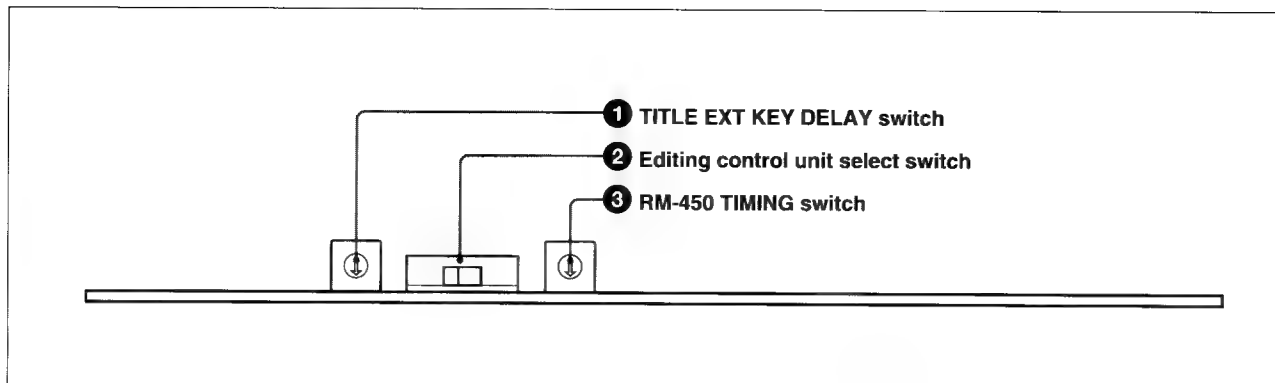 1 TITLE EXT KEY DELAY switch
2 Editing control unit select switch
3 RM-450 TIMING switch